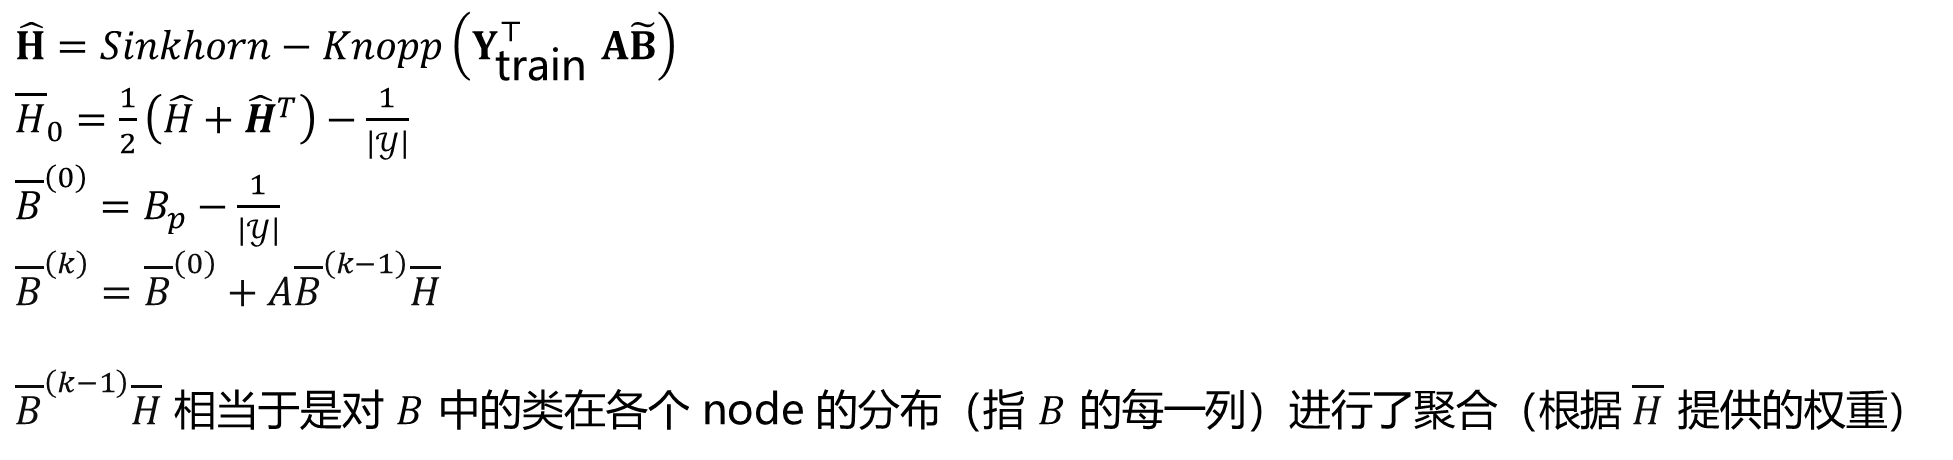 Ĥ = Sinkhorn − Knopp(Y_train^⊤ AB̃)
H̅₀ = 1/2 (Ĥ + Ĥ^T) − 1/|𝒴|
B̅^(0) = B_p − 1/|𝒴|
B̅^(k) = B̅^(0) + AB̅^(k−1)H̅
B̅^(k−1)H̅ 相当于是对 B 中的类在各个 node 的分布（指 B 的每一列）进行了聚合（根据 H̅ 提供的权重）